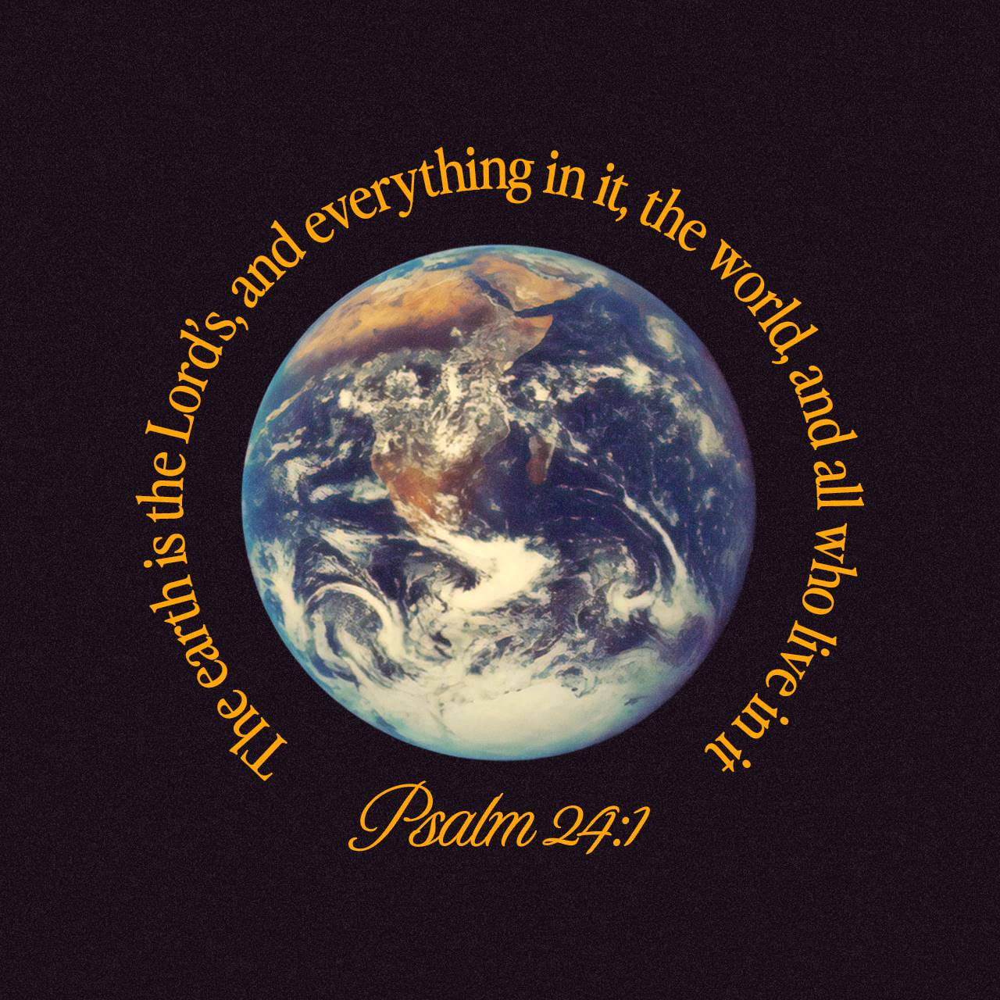 The earth is the Lord's, and everything in it, the world, and all who live in it
Psalm 24:1